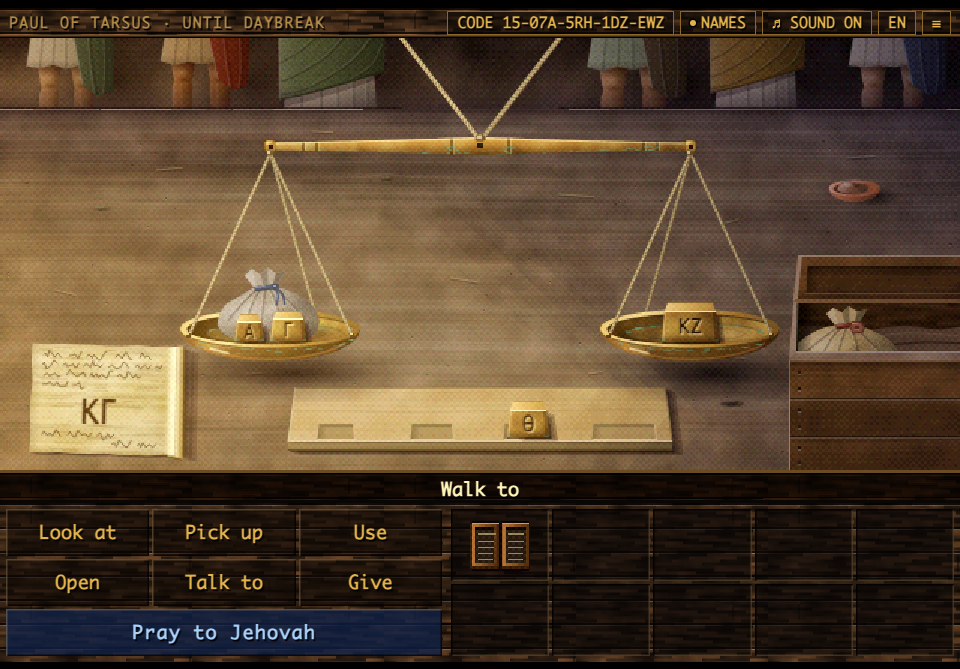 PAUL OF TARSUS · UNTIL DAYBREAK
CODE 15-07A-5RH-1DZ-EWZ
NAMES
SOUND ON
EN
Α Γ
ΚΖ
ΚΓ
Θ
Walk to
Look at
Pick up
Use
Open
Talk to
Give
Pray to Jehovah